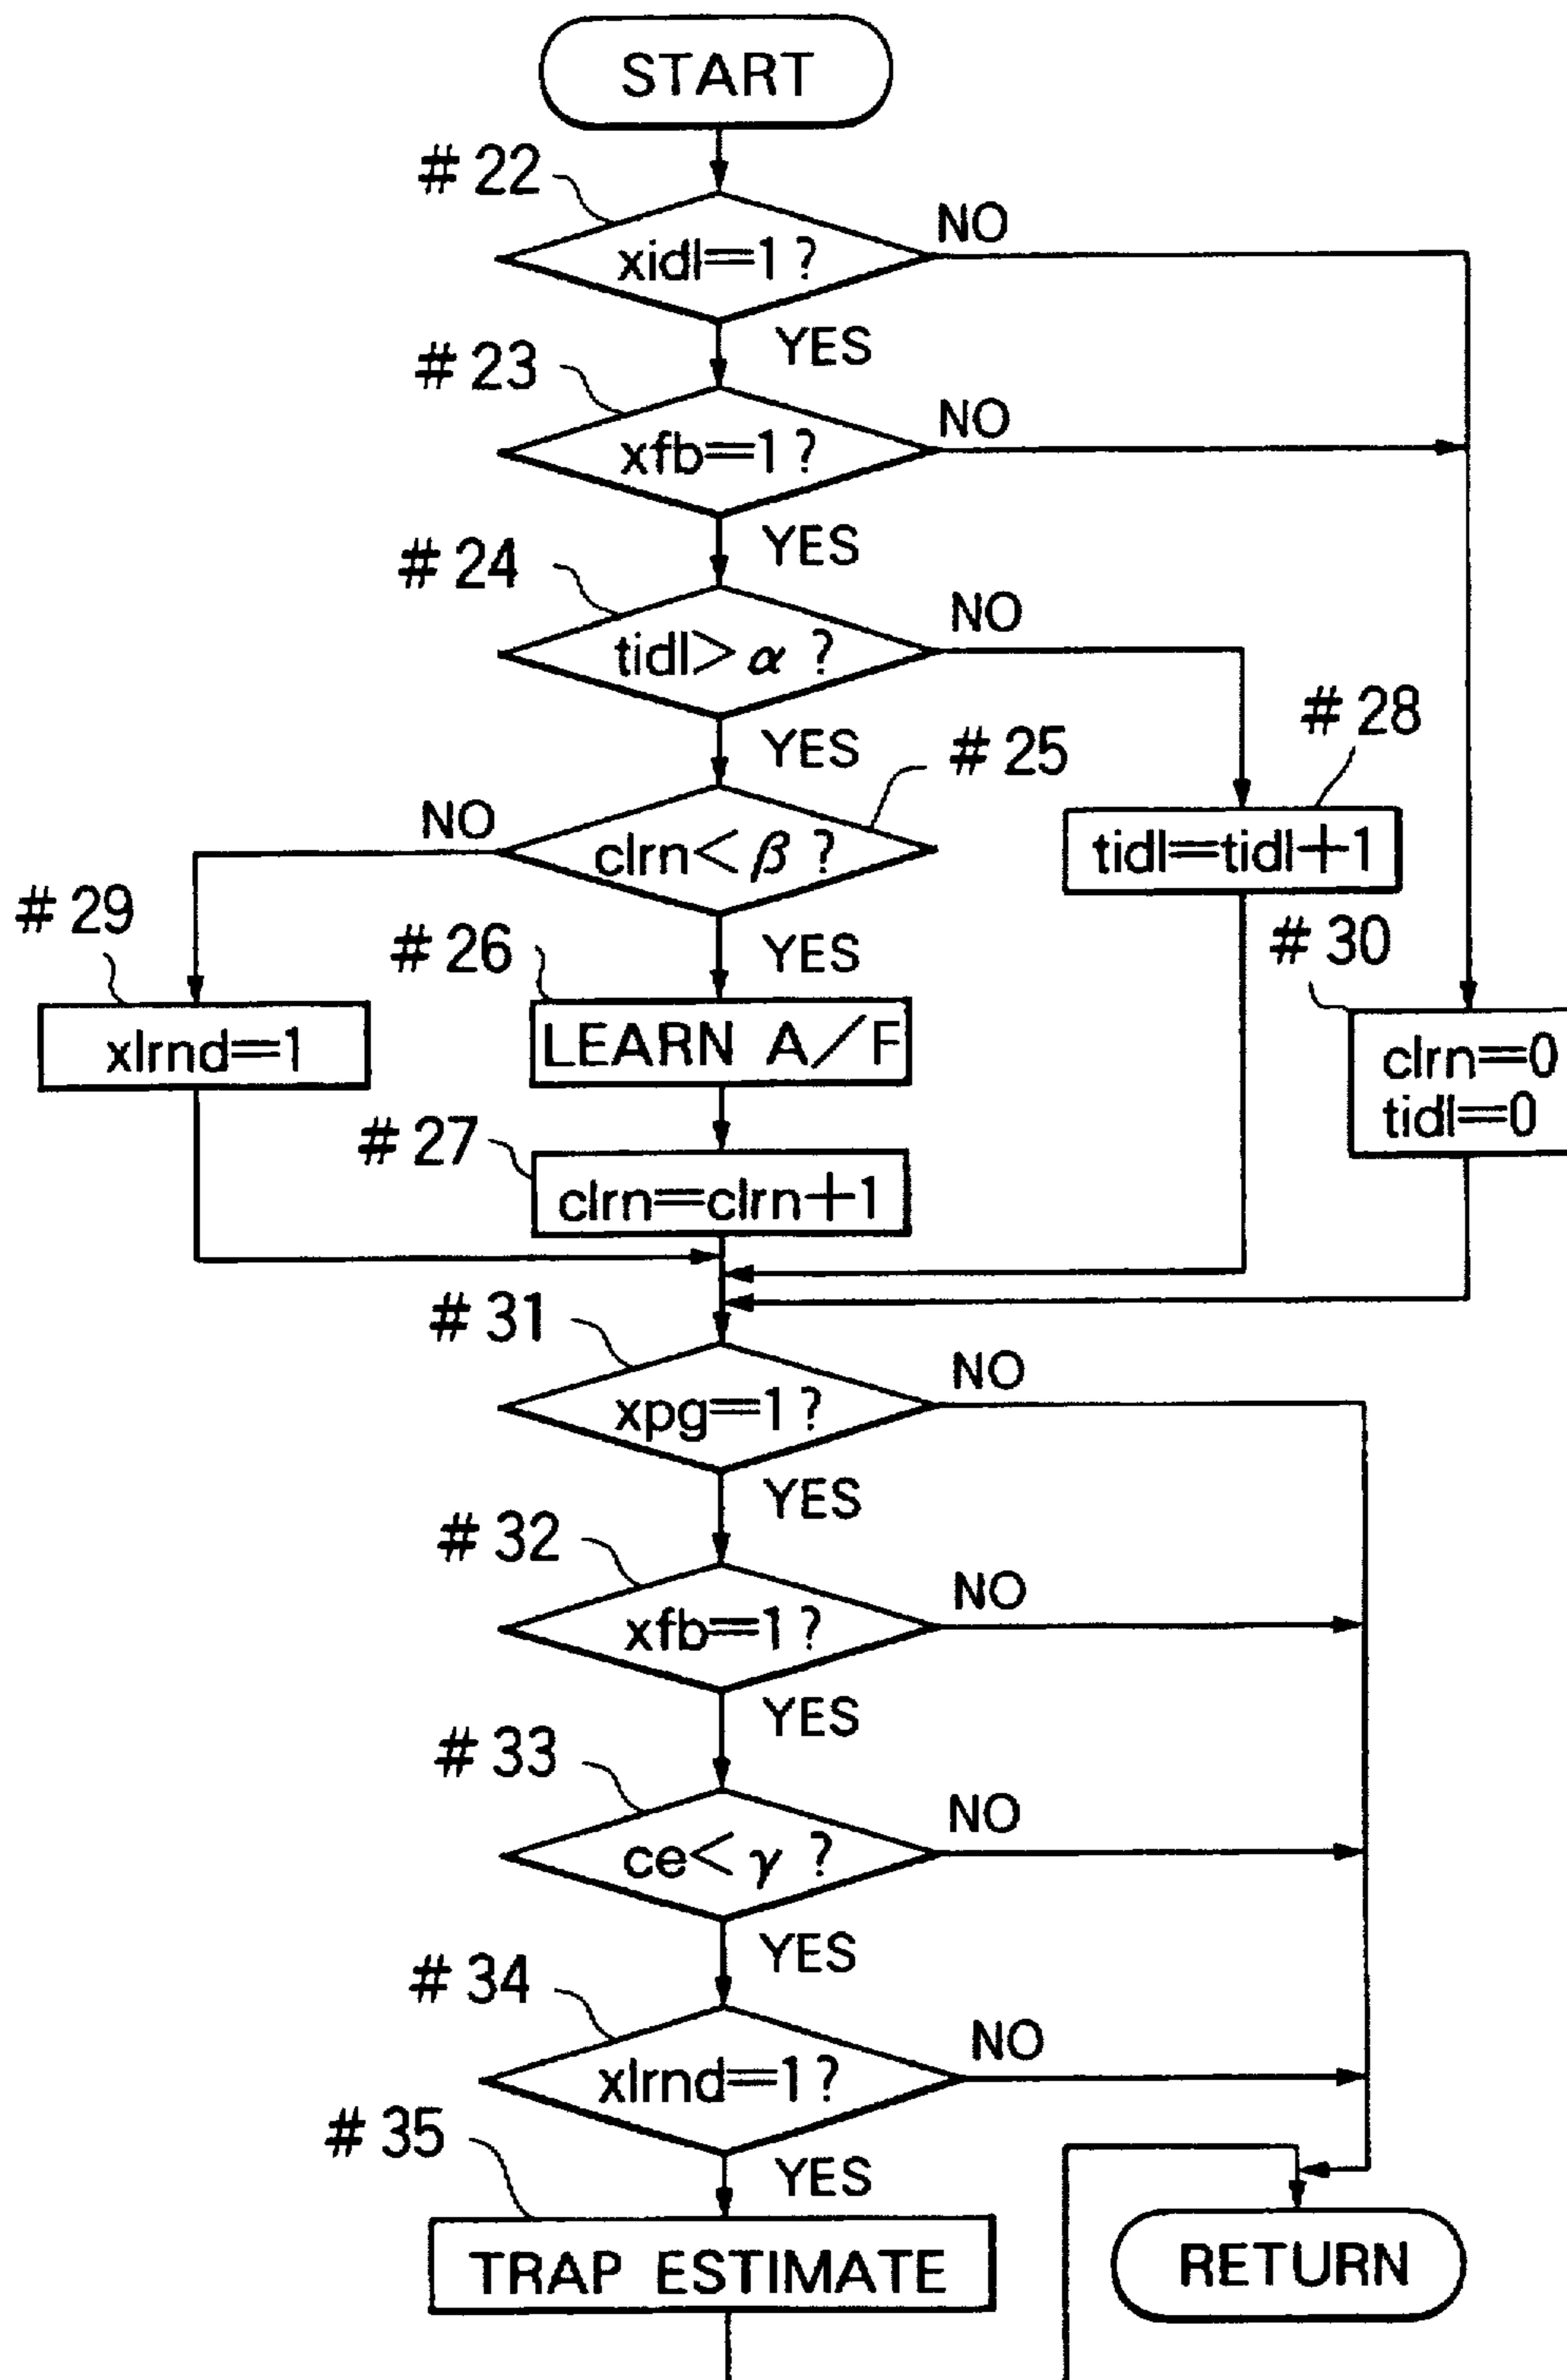 START
# 22
xidl=1 ?
NO
YES
# 23
xfb=1 ?
NO
YES
# 24
tidl>α ?
NO
YES
# 25
# 28
clrn<β ?
NO
tidl=tidl+1
YES
# 29
# 26
# 30
xlrnd=1
LEARN A/F
clrn=0
tidl=0
# 27
clrn=clrn+1
# 31
xpg=1 ?
NO
YES
# 32
xfb=1 ?
NO
YES
# 33
ce<γ ?
NO
YES
# 34
xlrnd=1 ?
NO
YES
# 35
TRAP ESTIMATE
RETURN